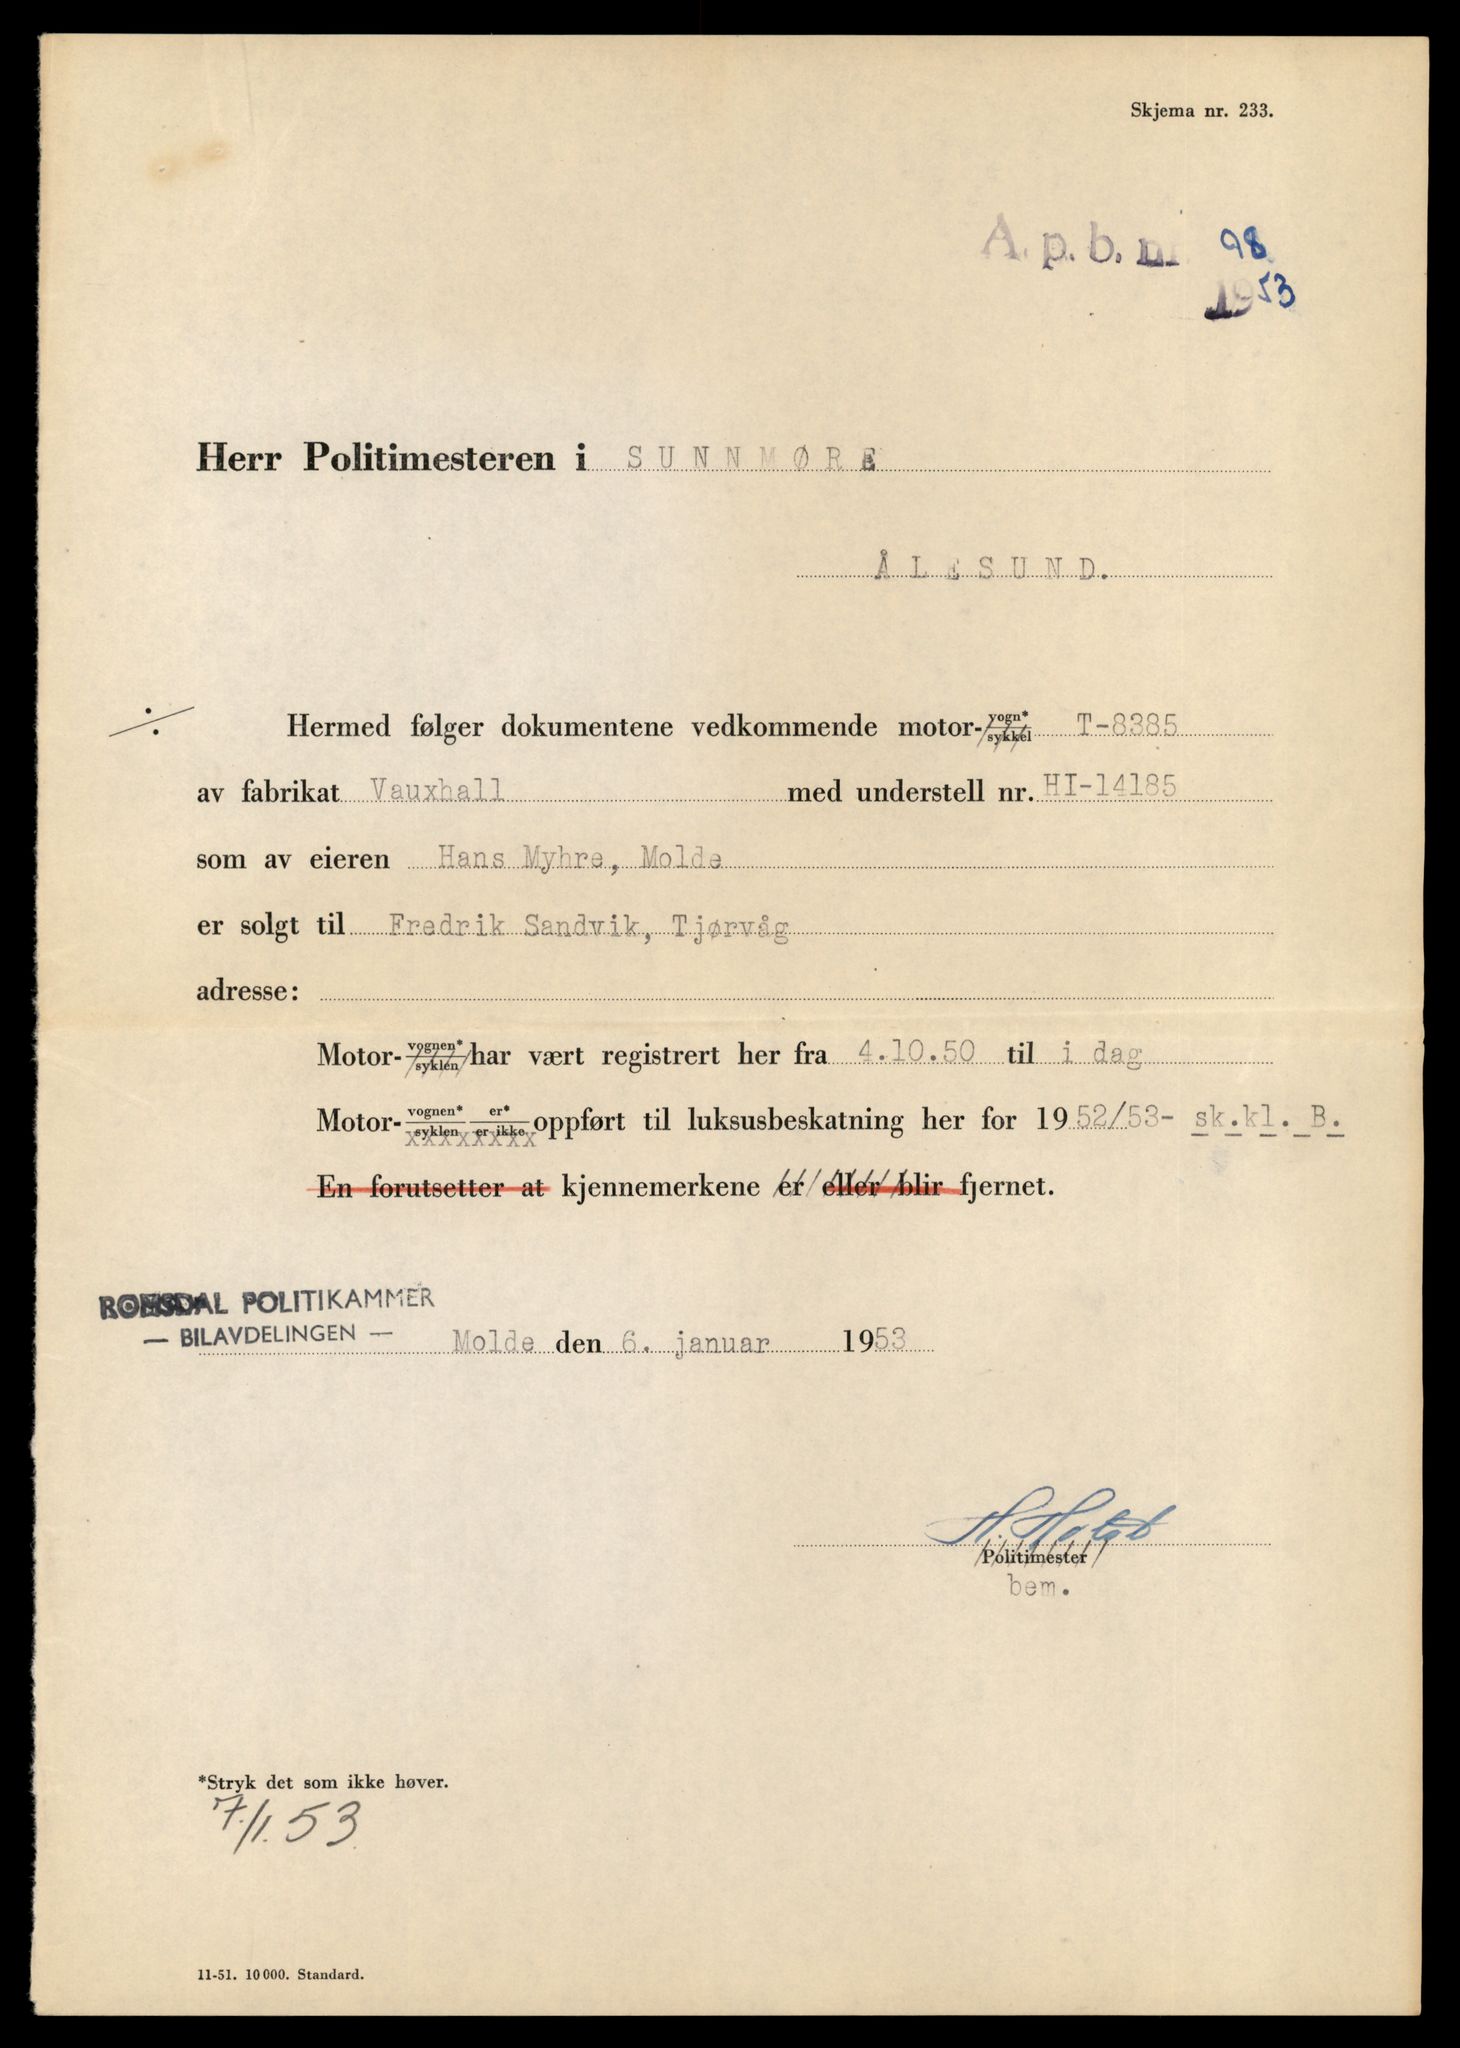 Skjema nr. 233.
A. p. b. nr 98
1953
Herr Politimesteren i SUNNMØRE
ÅLESUND.
Hermed følger dokumentene vedkommende motor-vogn*/sykkel T-8385
av fabrikat Vauxhall med understell nr. HI-14185
som av eieren Hans Myhre, Molde
er solgt til Fredrik Sandvik, Tjørvåg
adresse:
Motor-vognen*/syklen har vært registrert her fra 4.10.50 til i dag
Motor-vognen*/syklen er*/er ikke oppført til luksusbeskatning her for 1952/53- sk.kl. B.
En forutsetter at kjennemerkene er eller blir fjernet.
ROMSDAL POLITIKAMMER
— BILAVDELINGEN —
Molde den 6. januar 1953
Politimester
bem.
*Stryk det som ikke høver.
7./1.53
11-51. 10 000. Standard.